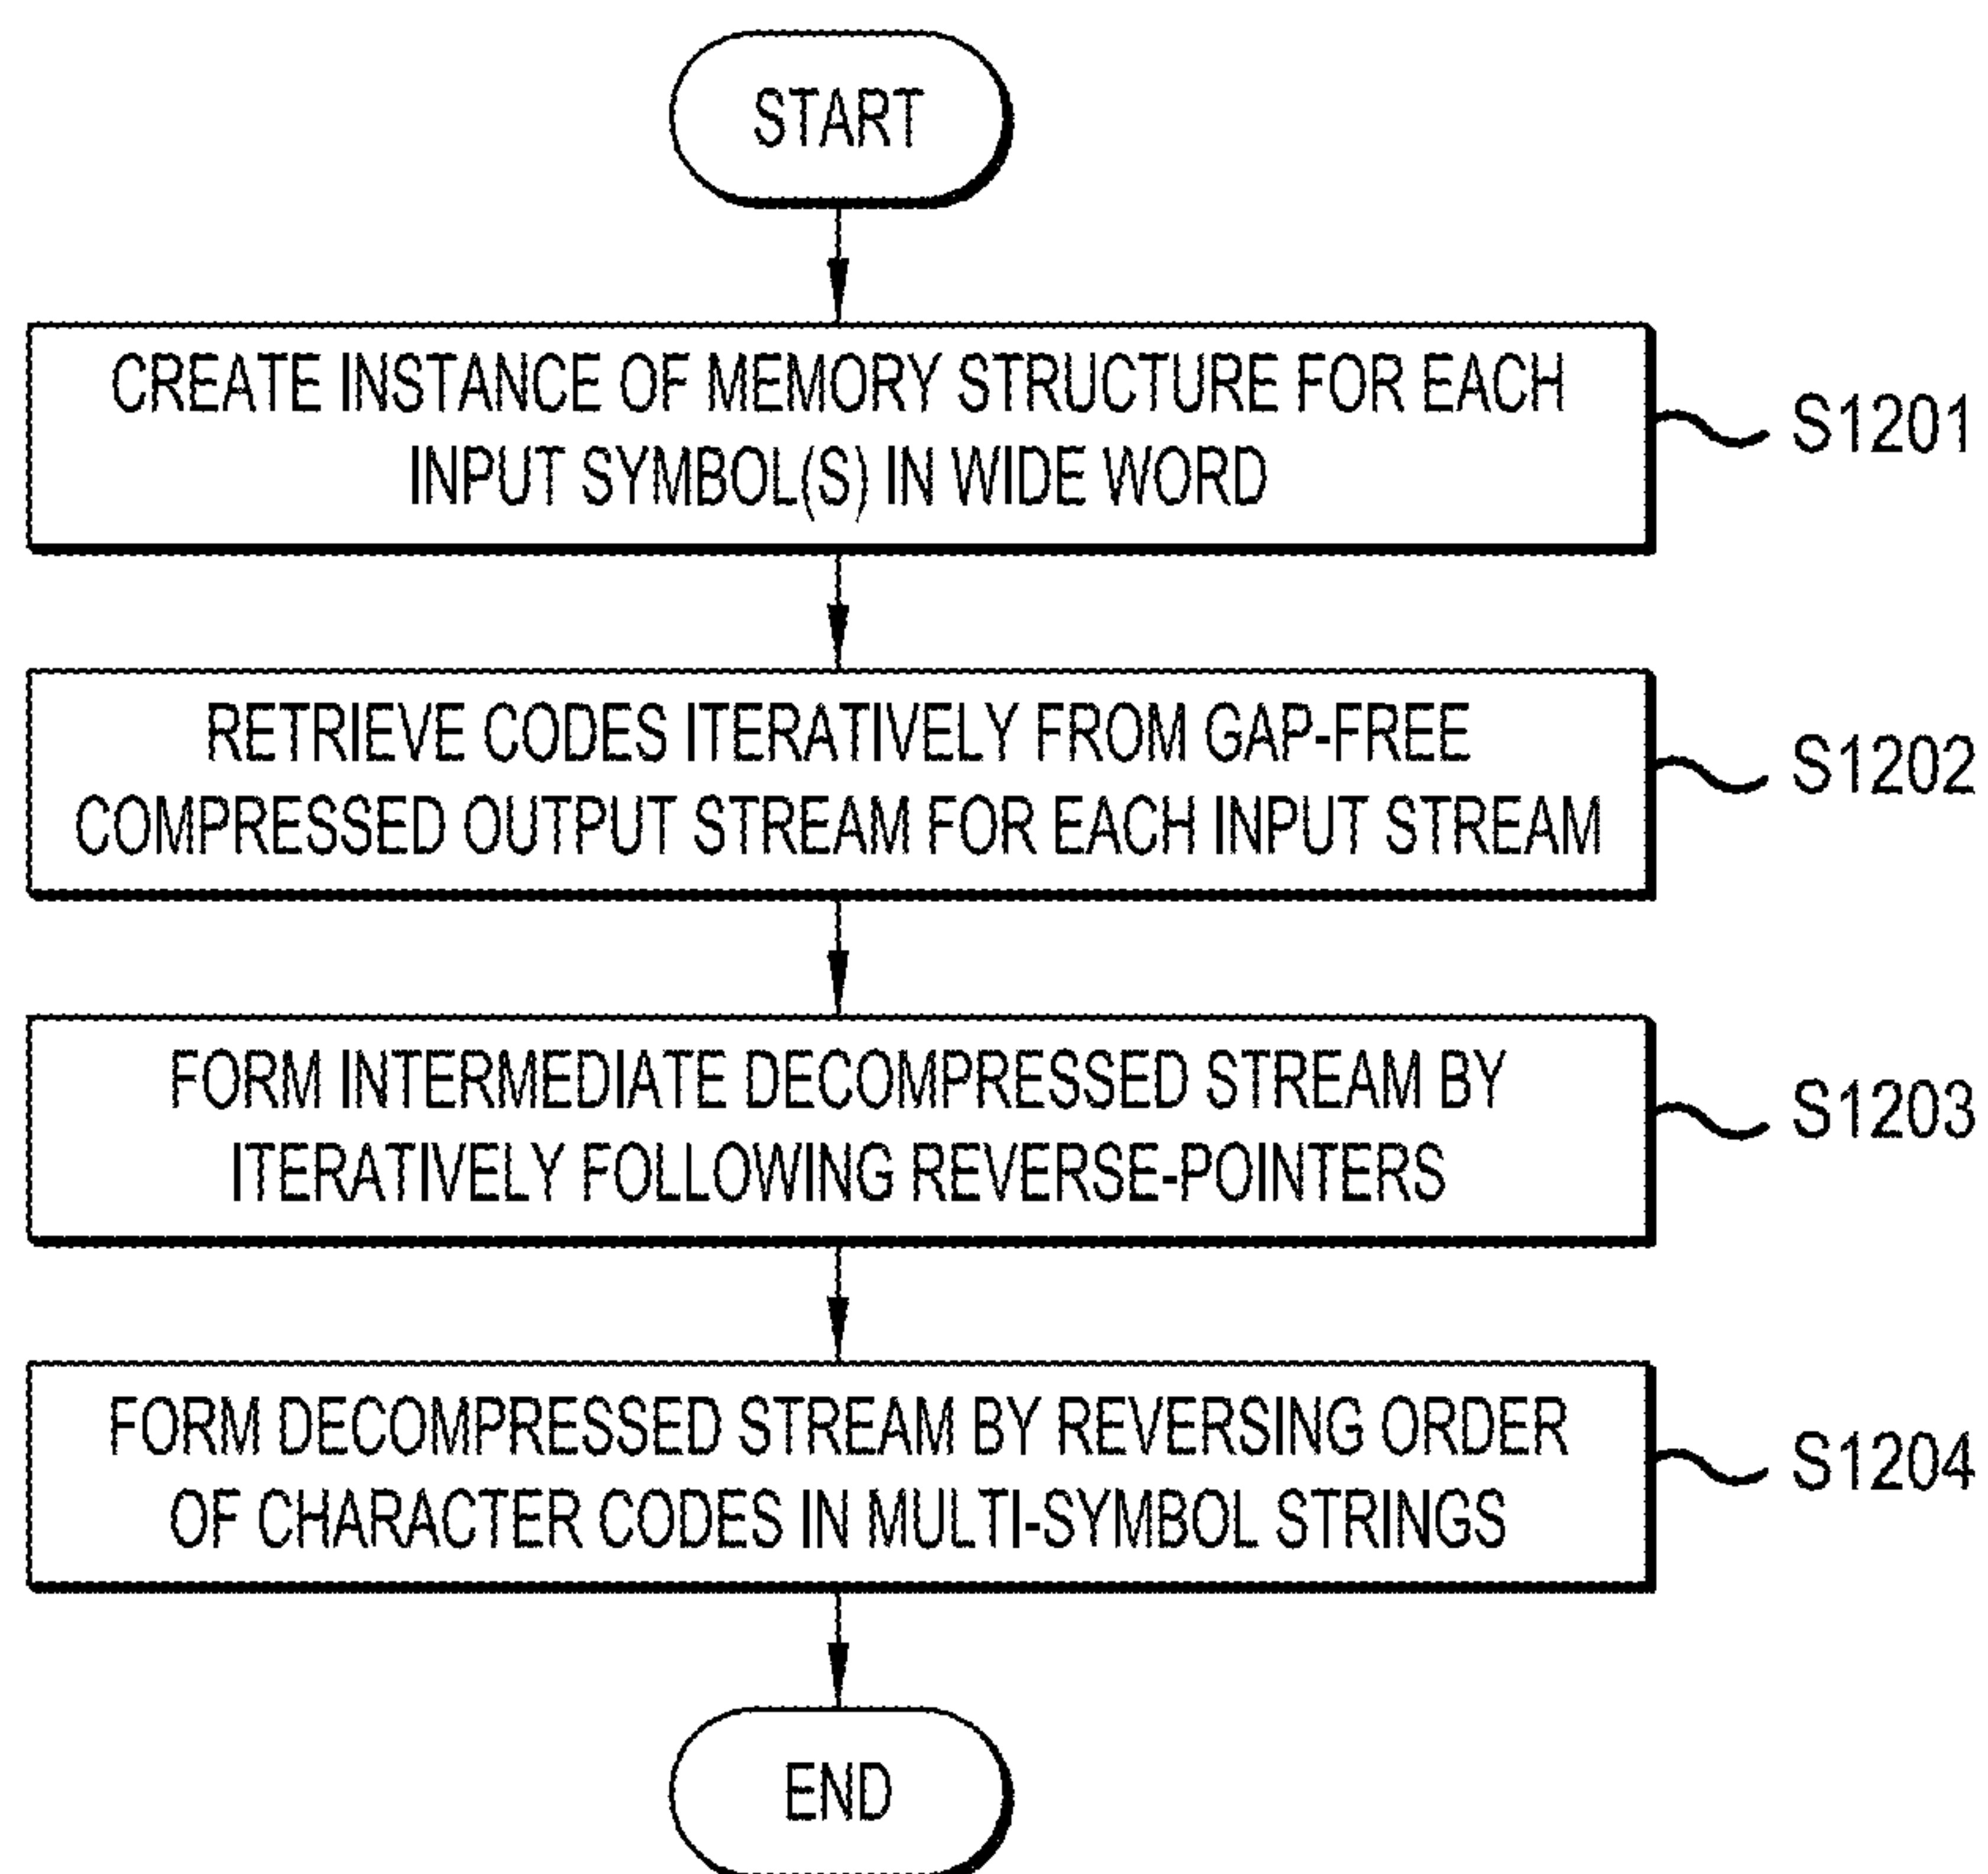 START
CREATE INSTANCE OF MEMORY STRUCTURE FOR EACH
INPUT SYMBOL(S) IN WIDE WORD
S1201
RETRIEVE CODES ITERATIVELY FROM GAP-FREE
COMPRESSED OUTPUT STREAM FOR EACH INPUT STREAM
S1202
FORM INTERMEDIATE DECOMPRESSED STREAM BY
ITERATIVELY FOLLOWING REVERSE-POINTERS
S1203
FORM DECOMPRESSED STREAM BY REVERSING ORDER
OF CHARACTER CODES IN MULTI-SYMBOL STRINGS
S1204
END